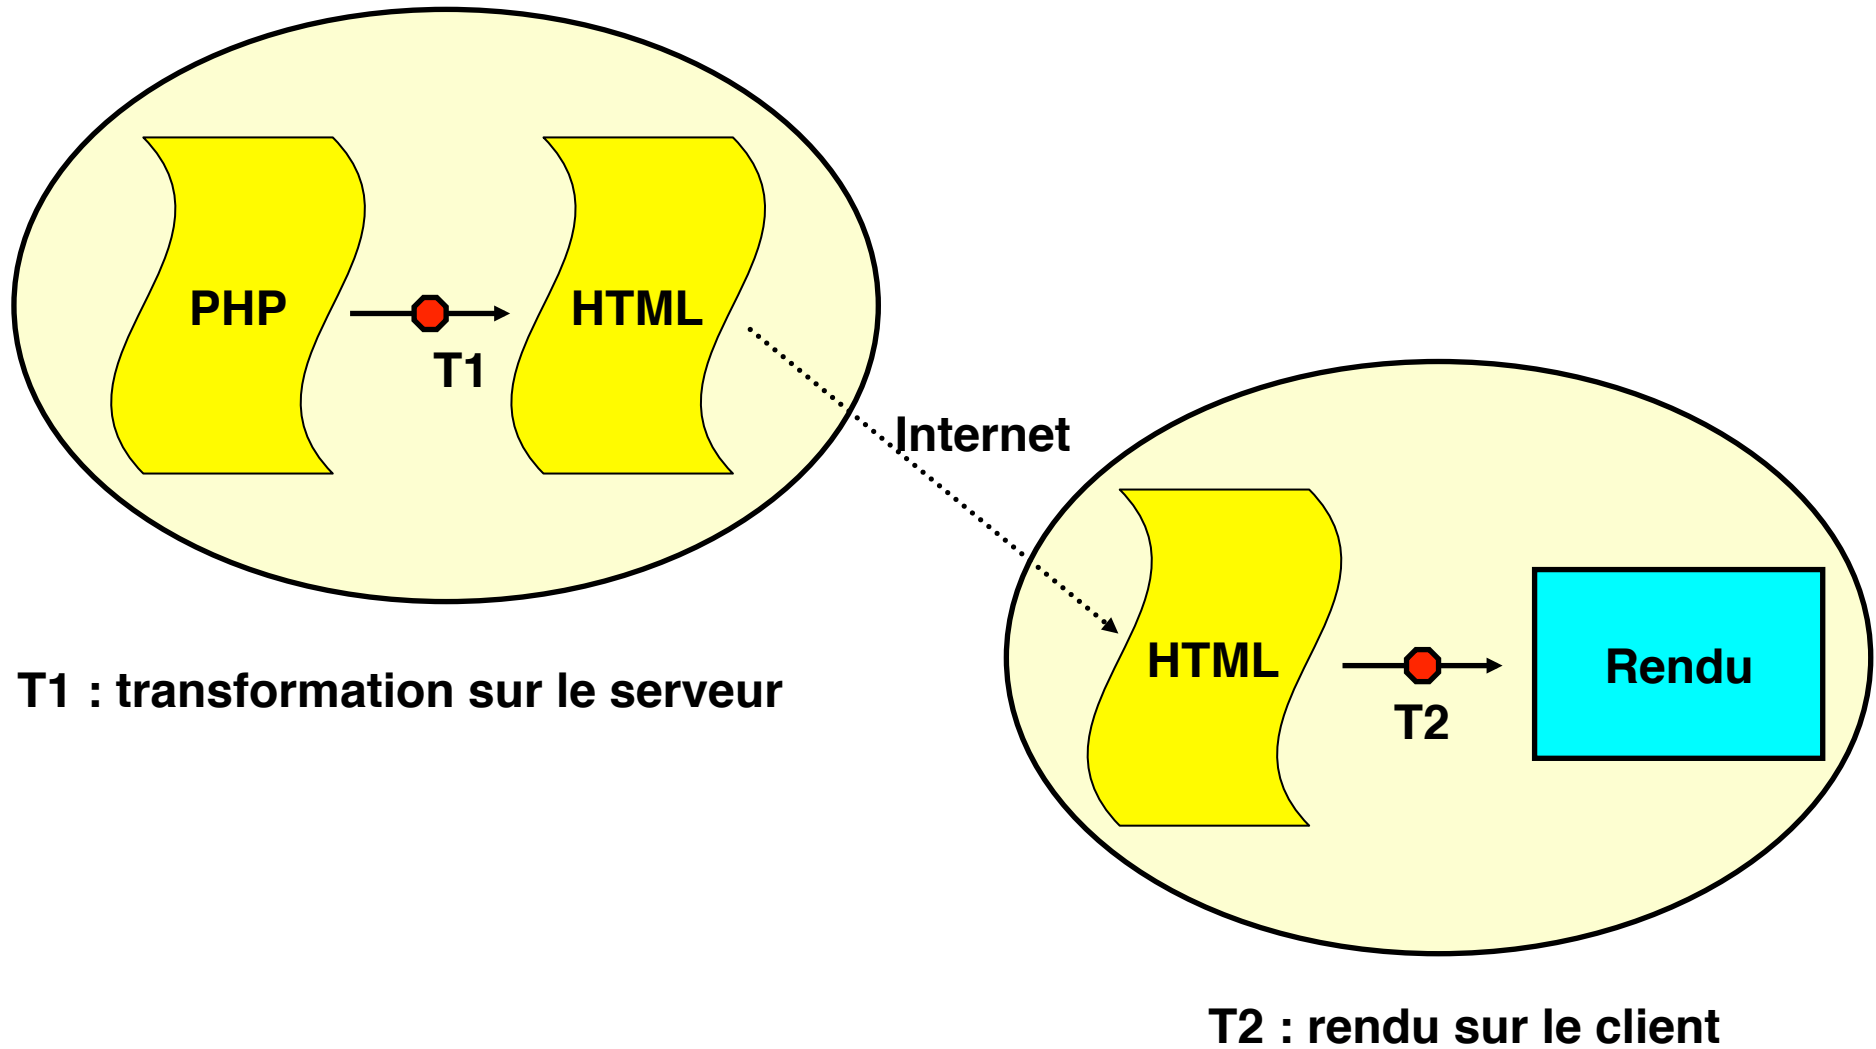 PHP
T1
HTML
Internet
T1 : transformation sur le serveur
HTML
T2
Rendu
T2 : rendu sur le client